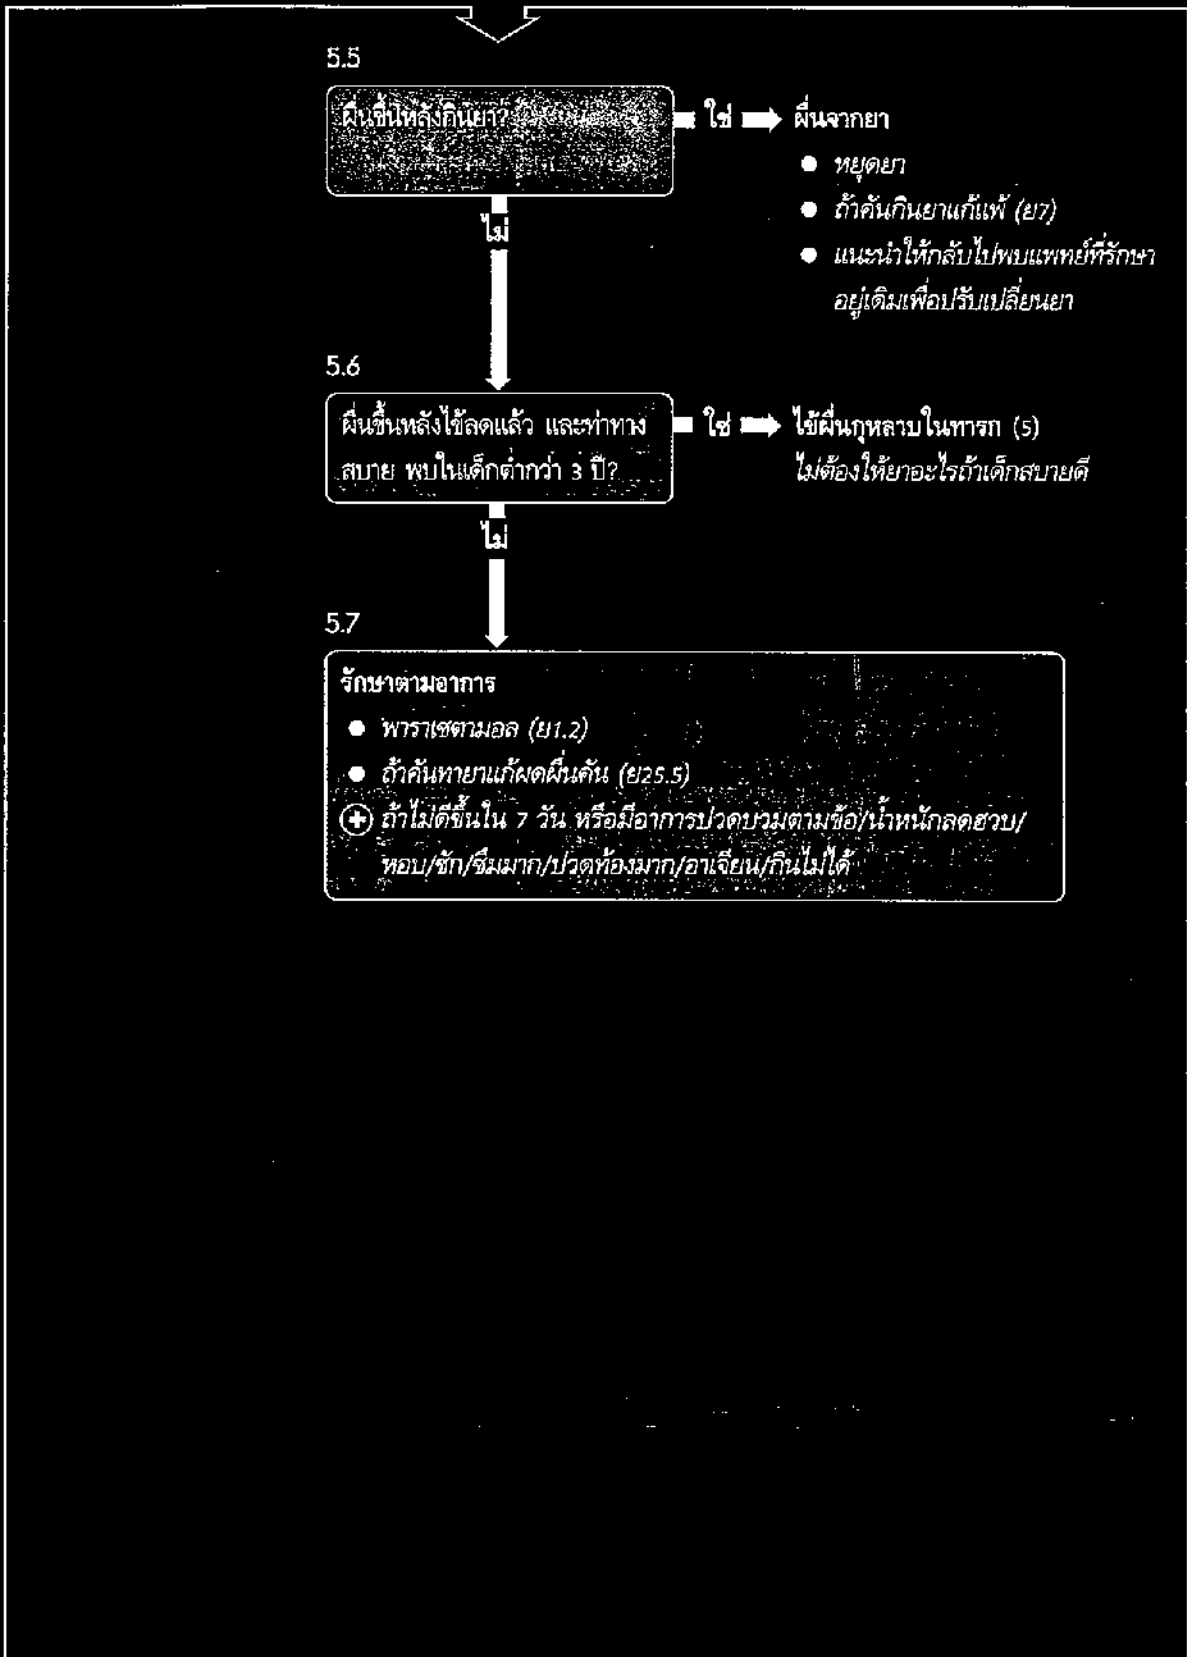 5.5
ผื่นขึ้นหลังกินยา?
ใช่
ผื่นจากยา
● หยุดยา
● ถ้าคันกินยาแก้แพ้ (ย7)
● แนะนำให้กลับไปพบแพทย์ที่รักษา
อยู่เดิมเพื่อปรับเปลี่ยนยา
ไม่
5.6
ผื่นขึ้นหลังไข้ลดแล้ว และท่าทาง
สบาย พบในเด็กต่ำกว่า 3 ปี?
ใช่
ไข้ผื่นกุหลาบในทารก (5)
ไม่ต้องให้ยาอะไรถ้าเด็กสบายดี
ไม่
5.7
รักษาตามอาการ
● พาราเซตามอล (ย1.2)
● ถ้าคันทายาแก้ผดผื่นคัน (ย25.5)
ถ้าไม่ดีขึ้นใน 7 วัน หรือมีอาการปวดบวมตามข้อ/น้ำหนักลดฮวบ/
หอบ/ชัก/ซึมมาก/ปวดท้องมาก/อาเจียน/กินไม่ได้